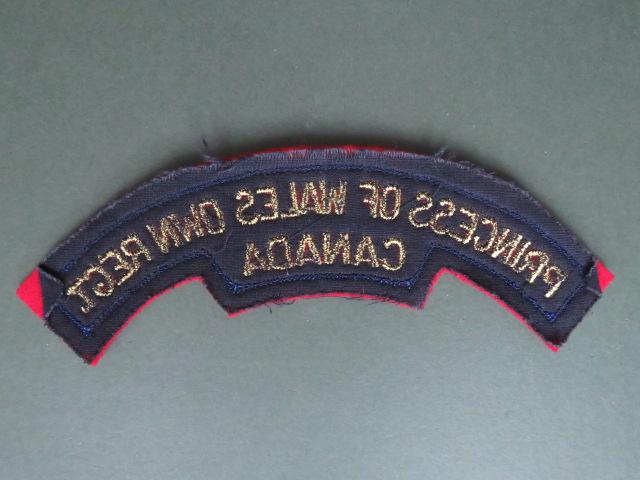 PRINCESS OF WALES OWN REGT.
CANADA